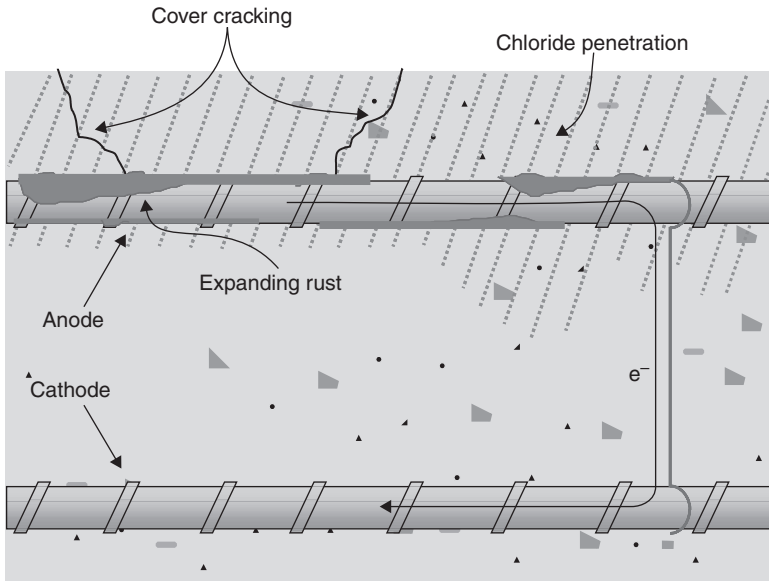 Cover cracking
Chloride penetration
Expanding rust
Anode
Cathode
e⁻